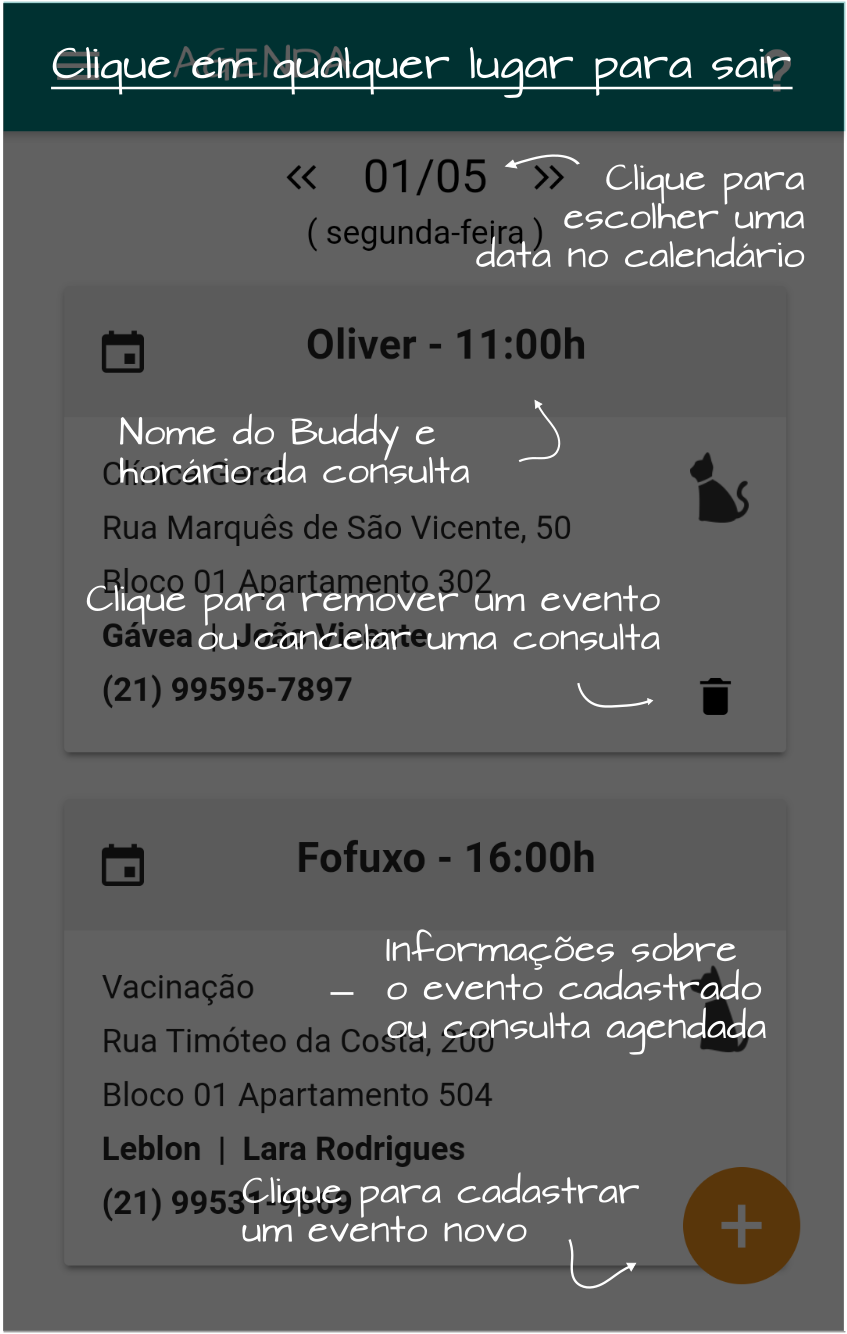 AGENDA
?
Clique em qualquer lugar para sair
« 01/05 »
( segunda-feira )
Clique para
escolher uma
data no calendário
Oliver - 11:00h
Nome do Buddy e
horário da consulta
Clínica Geral
Rua Marquês de São Vicente, 50
Bloco 01 Apartamento 302
Clique para remover um evento
ou cancelar uma consulta
Gávea | João Vicente
(21) 99595-7897
Fofuxo - 16:00h
Informações sobre
o evento cadastrado
ou consulta agendada
Vacinação
Rua Timóteo da Costa, 200
Bloco 01 Apartamento 504
Leblon | Lara Rodrigues
(21)
Clique para cadastrar
um evento novo
+